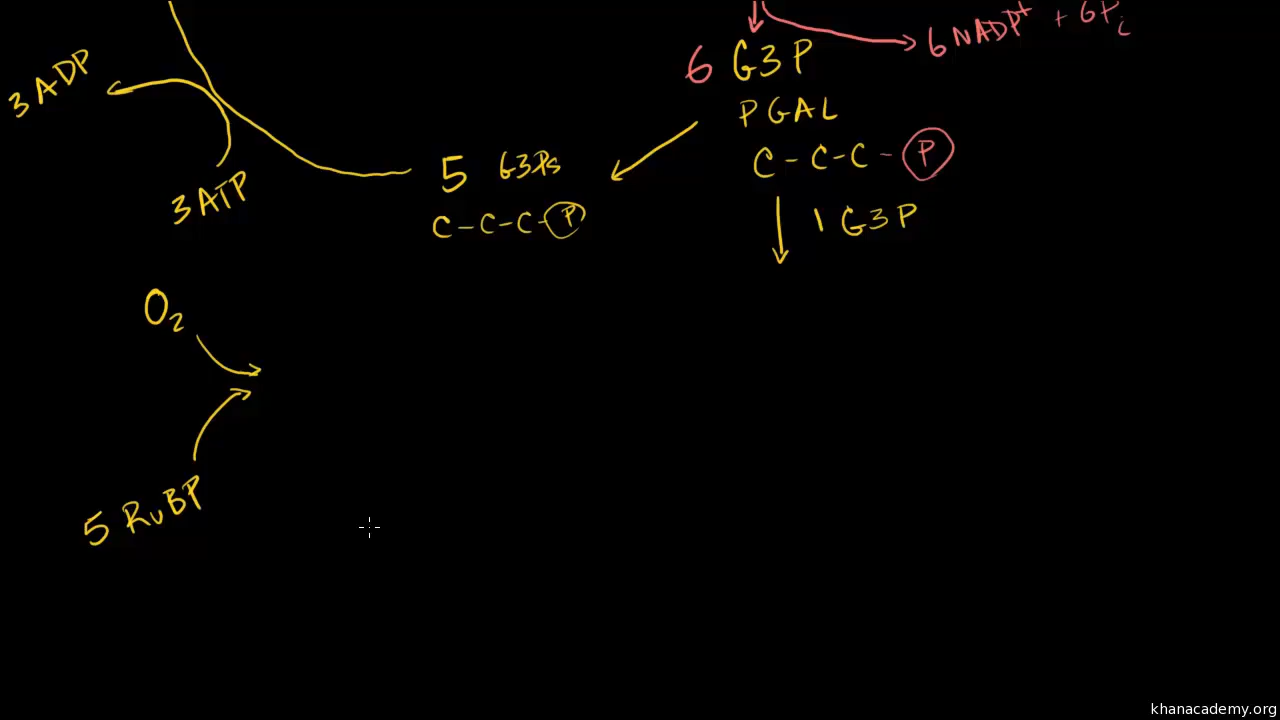 6 NADP+ + 6Pi
6 G3P
3 ADP
PGAL
C-C-C-P
5 G3Ps
3 ATP
C-C-C-P
1 G3P
O2
5 RuBP
khanacademy.org